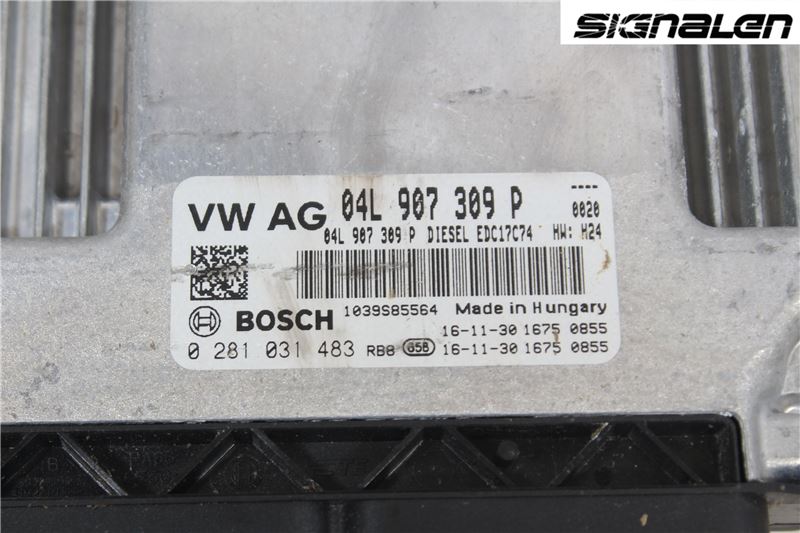 SIGNALEN
VW AG 04L 907 309 P ---- 0020
04L 907 309 P DIESEL EDC17C74 HW: H24
1039S85564 Made in Hungary
BOSCH 16-11-30 1675 0855
0 281 031 483 RB8 658 16-11-30 1675 0855